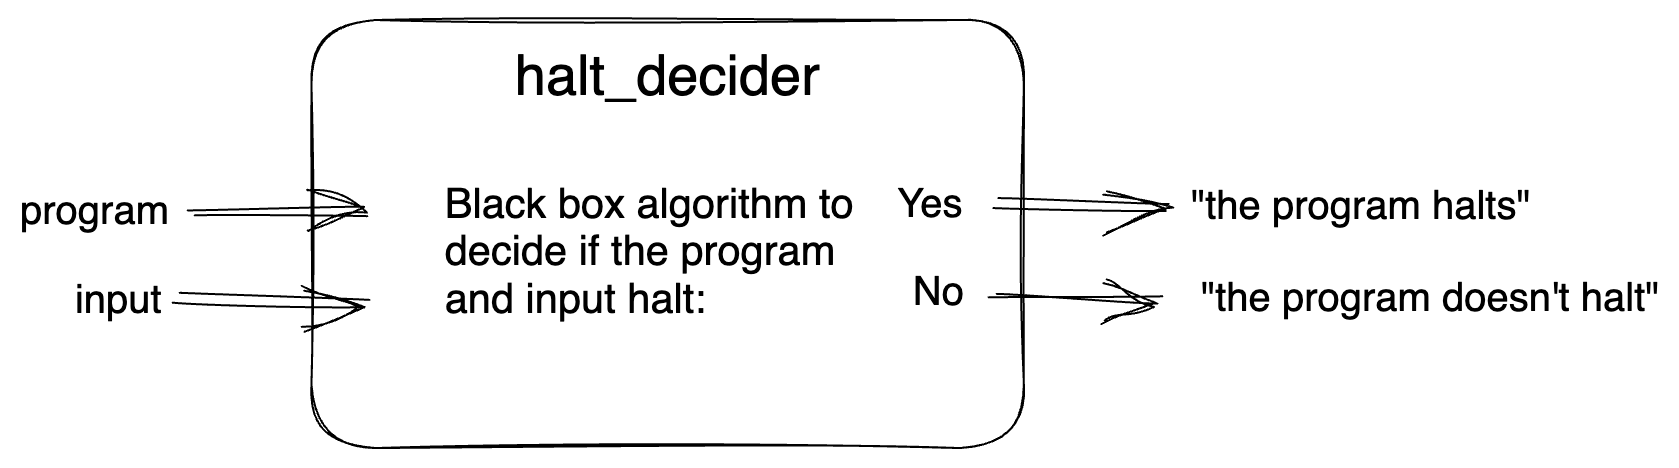 halt_decider
program
input
Black box algorithm to
decide if the program
and input halt:
Yes
"the program halts"
No
"the program doesn't halt"